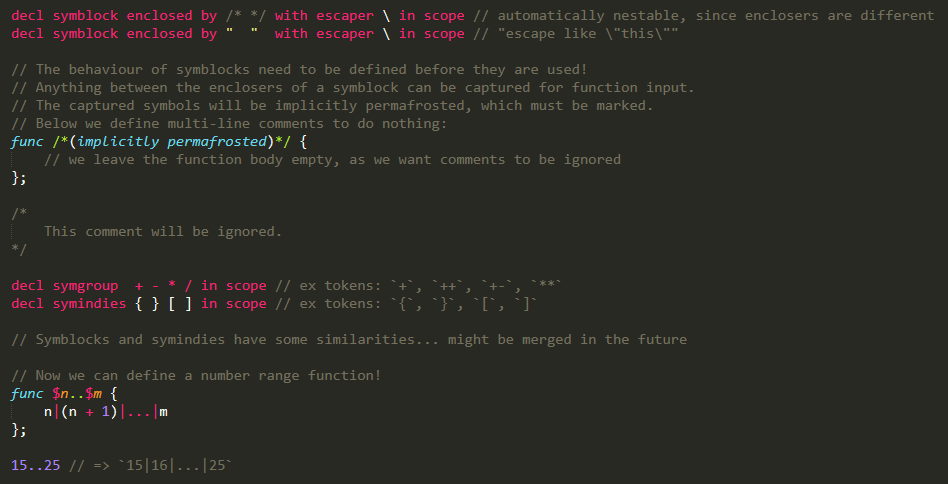 decl symblock enclosed by /* */ with escaper \ in scope // automatically nestable, since enclosers are different
decl symblock enclosed by "  "  with escaper \ in scope // "escape like \"this\""
// The behaviour of symblocks need to be defined before they are used!
// Anything between the enclosers of a symblock can be captured for function input.
// The captured symbols will be implicitly permafrosted, which must be marked.
// Below we define multi-line comments to do nothing:
func /*(implicitly permafrosted)*/ {
    // we leave the function body empty, as we want comments to be ignored
};
/*
    This comment will be ignored.
*/
decl symgroup  + - * / in scope // ex tokens: `+`, `++`, `+-`, `**`
decl symindies { } [ ] in scope // ex tokens: `{`, `}`, `[`, `]`
// Symblocks and symindies have some similarities... might be merged in the future
// Now we can define a number range function!
func $n..$m {
    n|(n + 1)|...|m
};
15..25 // => `15|16|...|25`